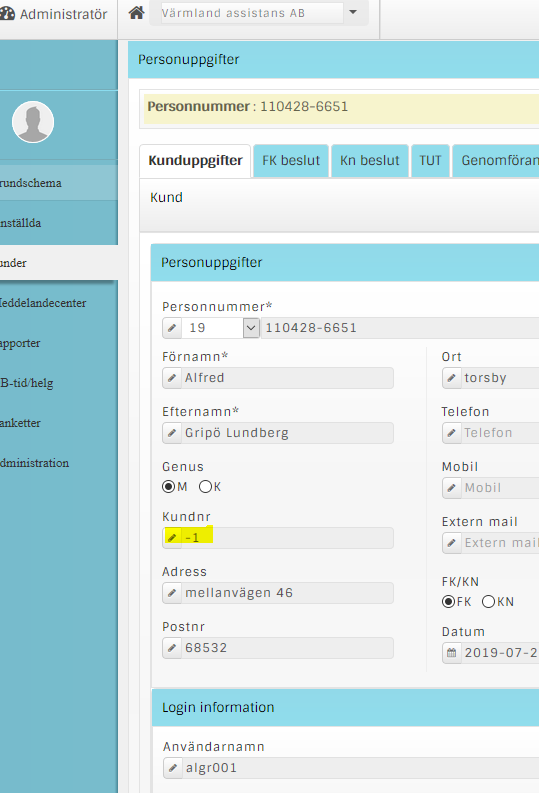 Administratör
Värmland assistans AB
Personuppgifter
Personnummer : 110428-6651
Kunduppgifter FK beslut Kn beslut TUT Genomföran
Kund
rundschema
nställda
under
eddelandecenter
apporter
B-tid/helg
anketter
dministration
Personuppgifter
Personnummer*
19 110428-6651
Förnamn*
Alfred
Efternamn*
Gripö Lundberg
Genus
M K
Kundnr
-1
Adress
mellanvägen 46
Postnr
68532
Ort
torsby
Telefon
Telefon
Mobil
Mobil
Extern mail
Extern mail
FK/KN
FK KN
Datum
2019-07-2
Login information
Användarnamn
algr001